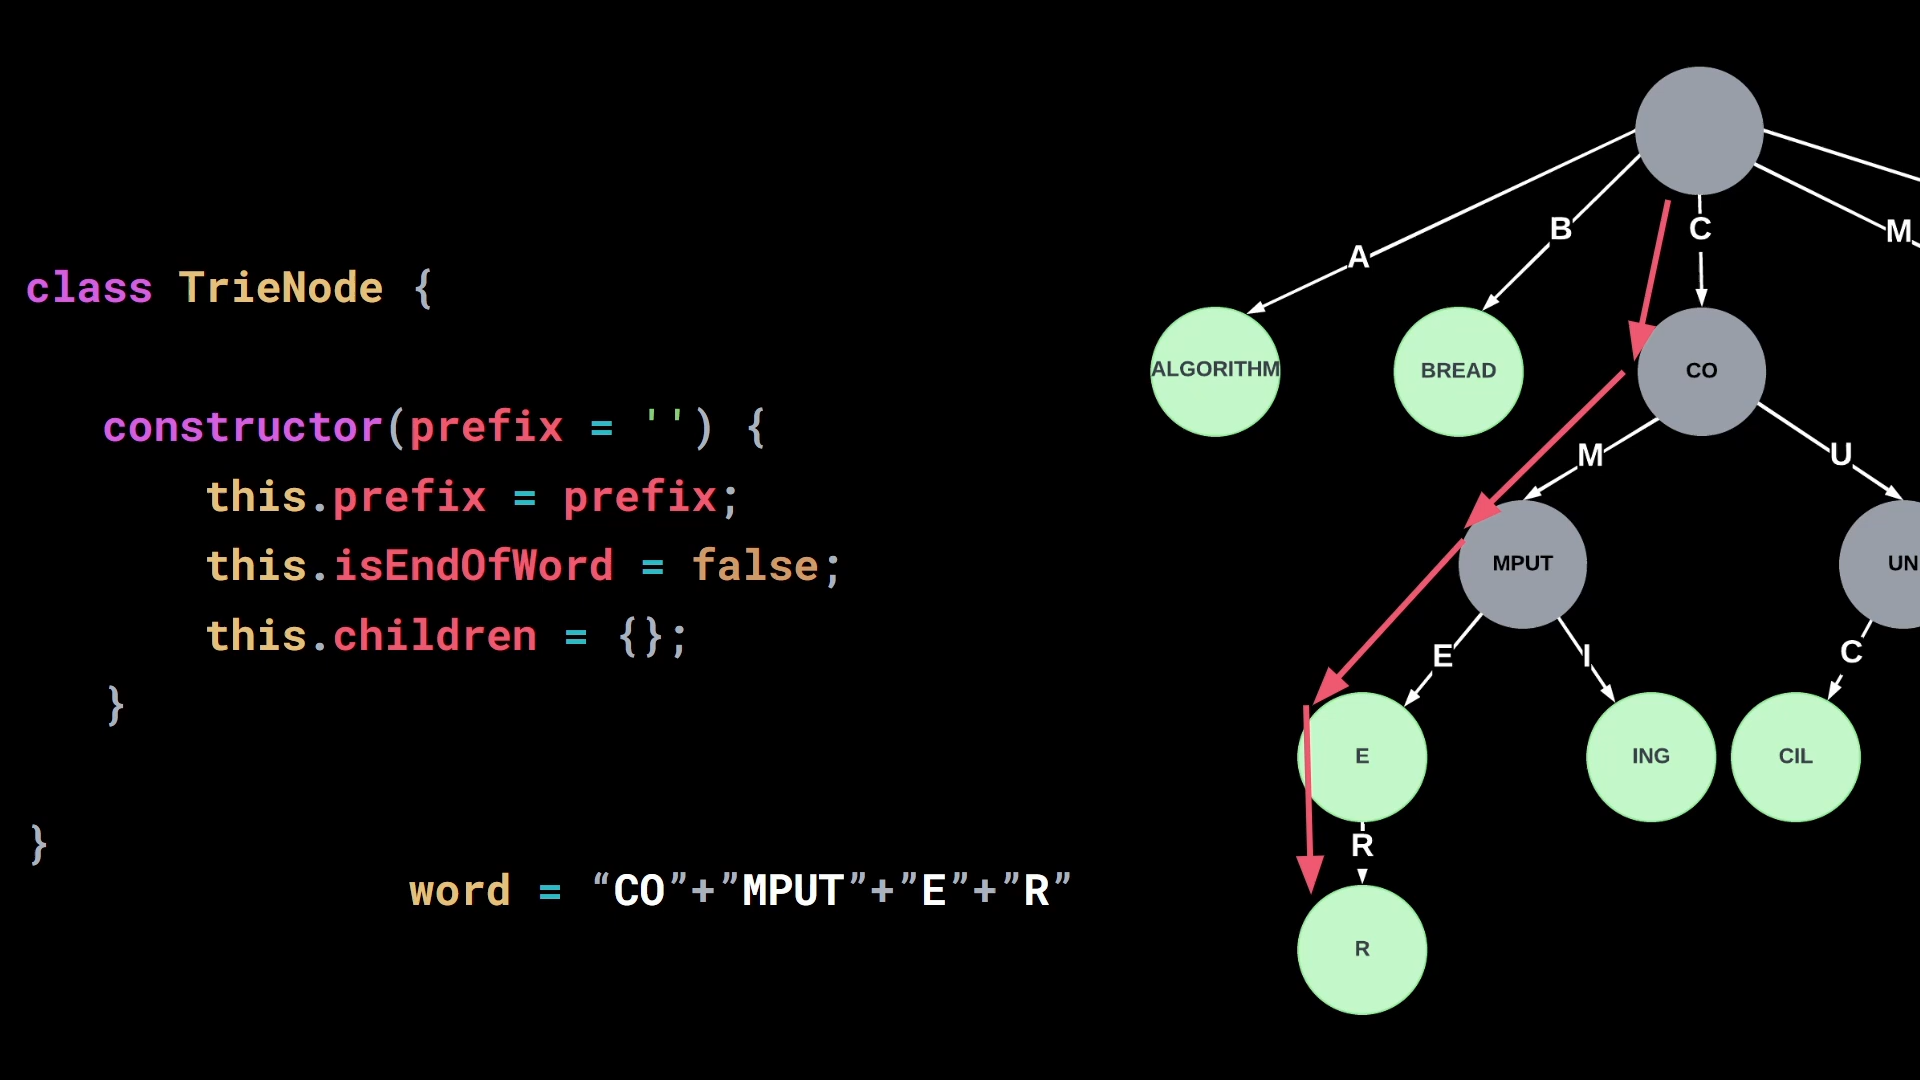 class TrieNode {
constructor(prefix = '') {
this.prefix = prefix;
this.isEndOfWord = false;
this.children = {};
}
}
word = “CO”+”MPUT”+”E”+”R”
A
B
C
M
ALGORITHM
BREAD
CO
M
U
MPUT
UN
E
I
C
E
ING
CIL
R
R